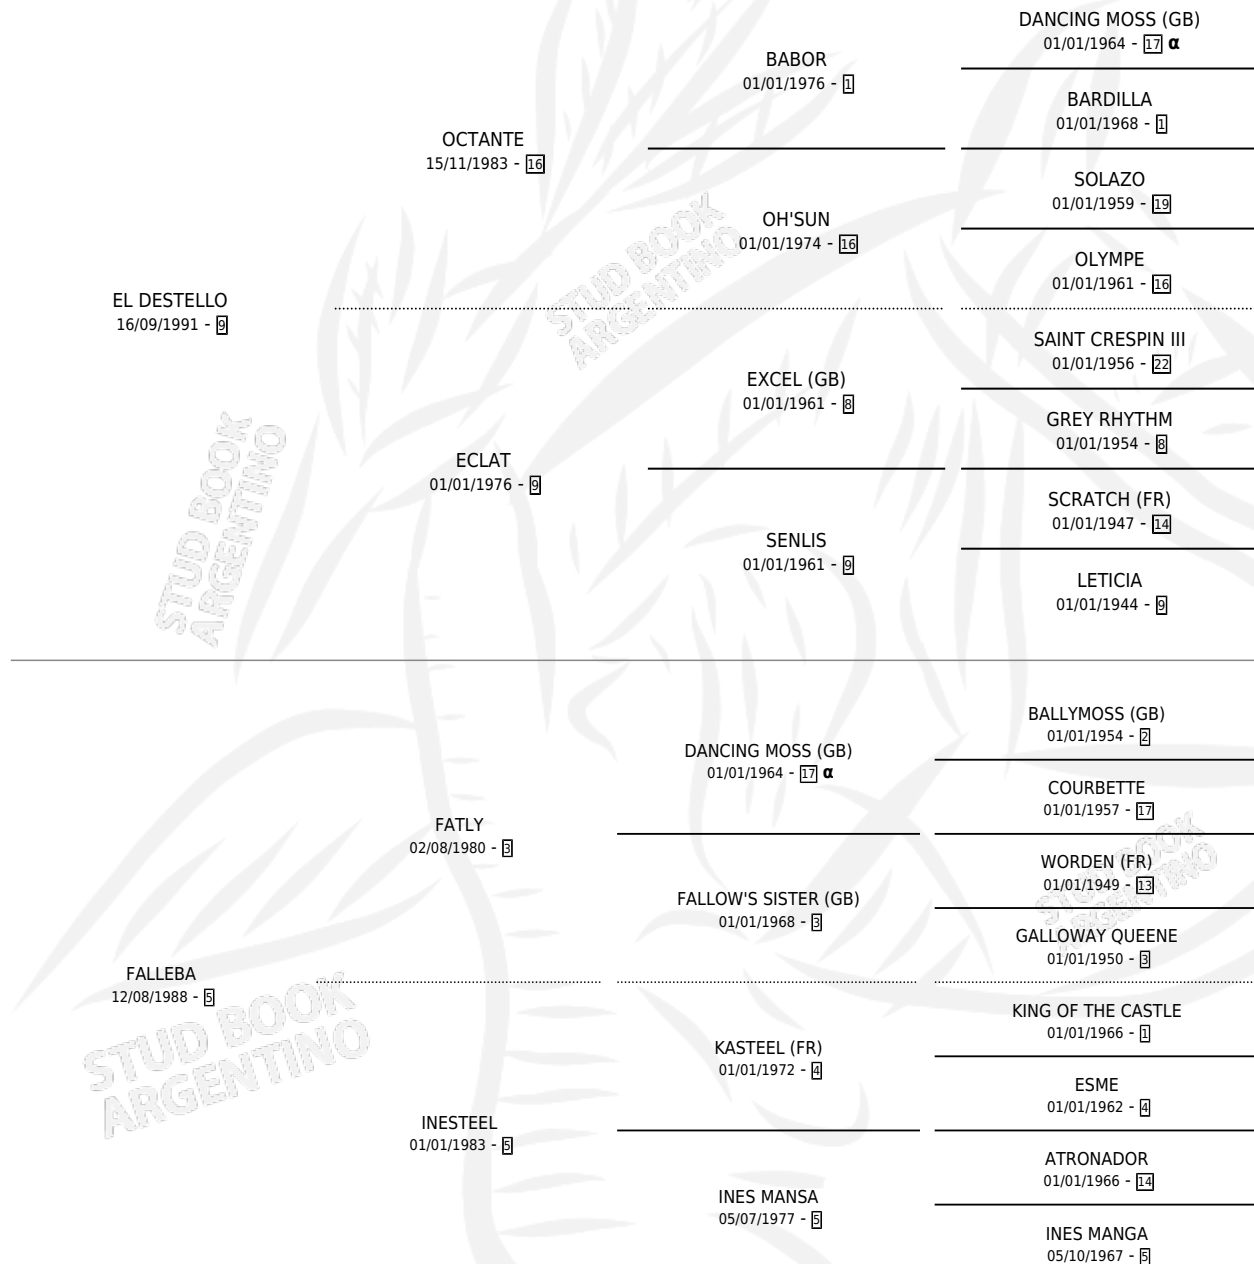 DANCING MOSS (GB)
01/01/1964 - 17 α
BABOR
01/01/1976 - 1
BARDILLA
01/01/1968 - 1
OCTANTE
15/11/1983 - 16
SOLAZO
01/01/1959 - 19
OH'SUN
01/01/1974 - 16
OLYMPE
01/01/1961 - 16
EL DESTELLO
16/09/1991 - 9
STUD BOOK
ARGENTINO
SAINT CRESPIN III
01/01/1956 - 22
EXCEL (GB)
01/01/1961 - 8
GREY RHYTHM
01/01/1954 - 8
ECLAT
01/01/1976 - 9
SCRATCH (FR)
01/01/1947 - 14
SENLIS
01/01/1961 - 9
LETICIA
01/01/1944 - 9
STUD BOOK
ARGENTINO
BALLYMOSS (GB)
01/01/1954 - 2
DANCING MOSS (GB)
01/01/1964 - 17 α
COURBETTE
01/01/1957 - 17
FATLY
02/08/1980 - 3
WORDEN (FR)
01/01/1949 - 13
FALLOW'S SISTER (GB)
01/01/1968 - 3
GALLOWAY QUEENE
01/01/1950 - 3
STUD BOOK
ARGENTINO
FALLEBA
12/08/1988 - 5
KING OF THE CASTLE
01/01/1966 - 1
KASTEEL (FR)
01/01/1972 - 4
ESME
01/01/1962 - 4
INESTEEL
01/01/1983 - 5
ATRONADOR
01/01/1966 - 14
INES MANSA
05/07/1977 - 5
INES MANGA
05/10/1967 - 5
STUD BOOK
ARGENTINO